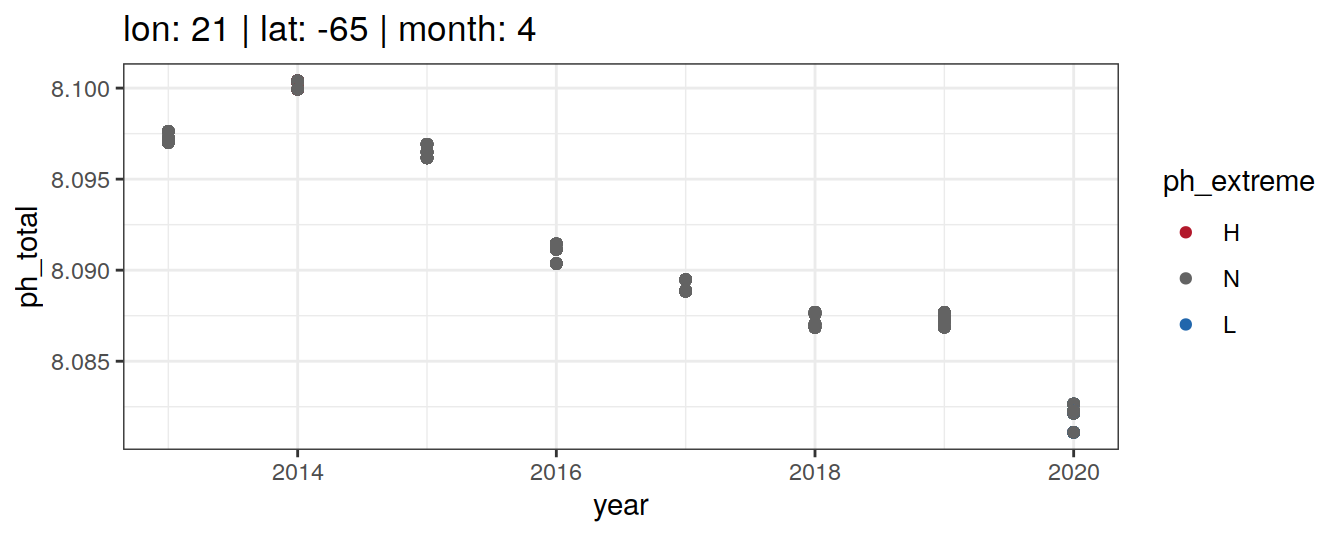 lon: 21 | lat: -65 | month: 4
8.100
8.095
8.090
8.085
ph_total
2014
2016
2018
2020
year
ph_extreme
H
N
L